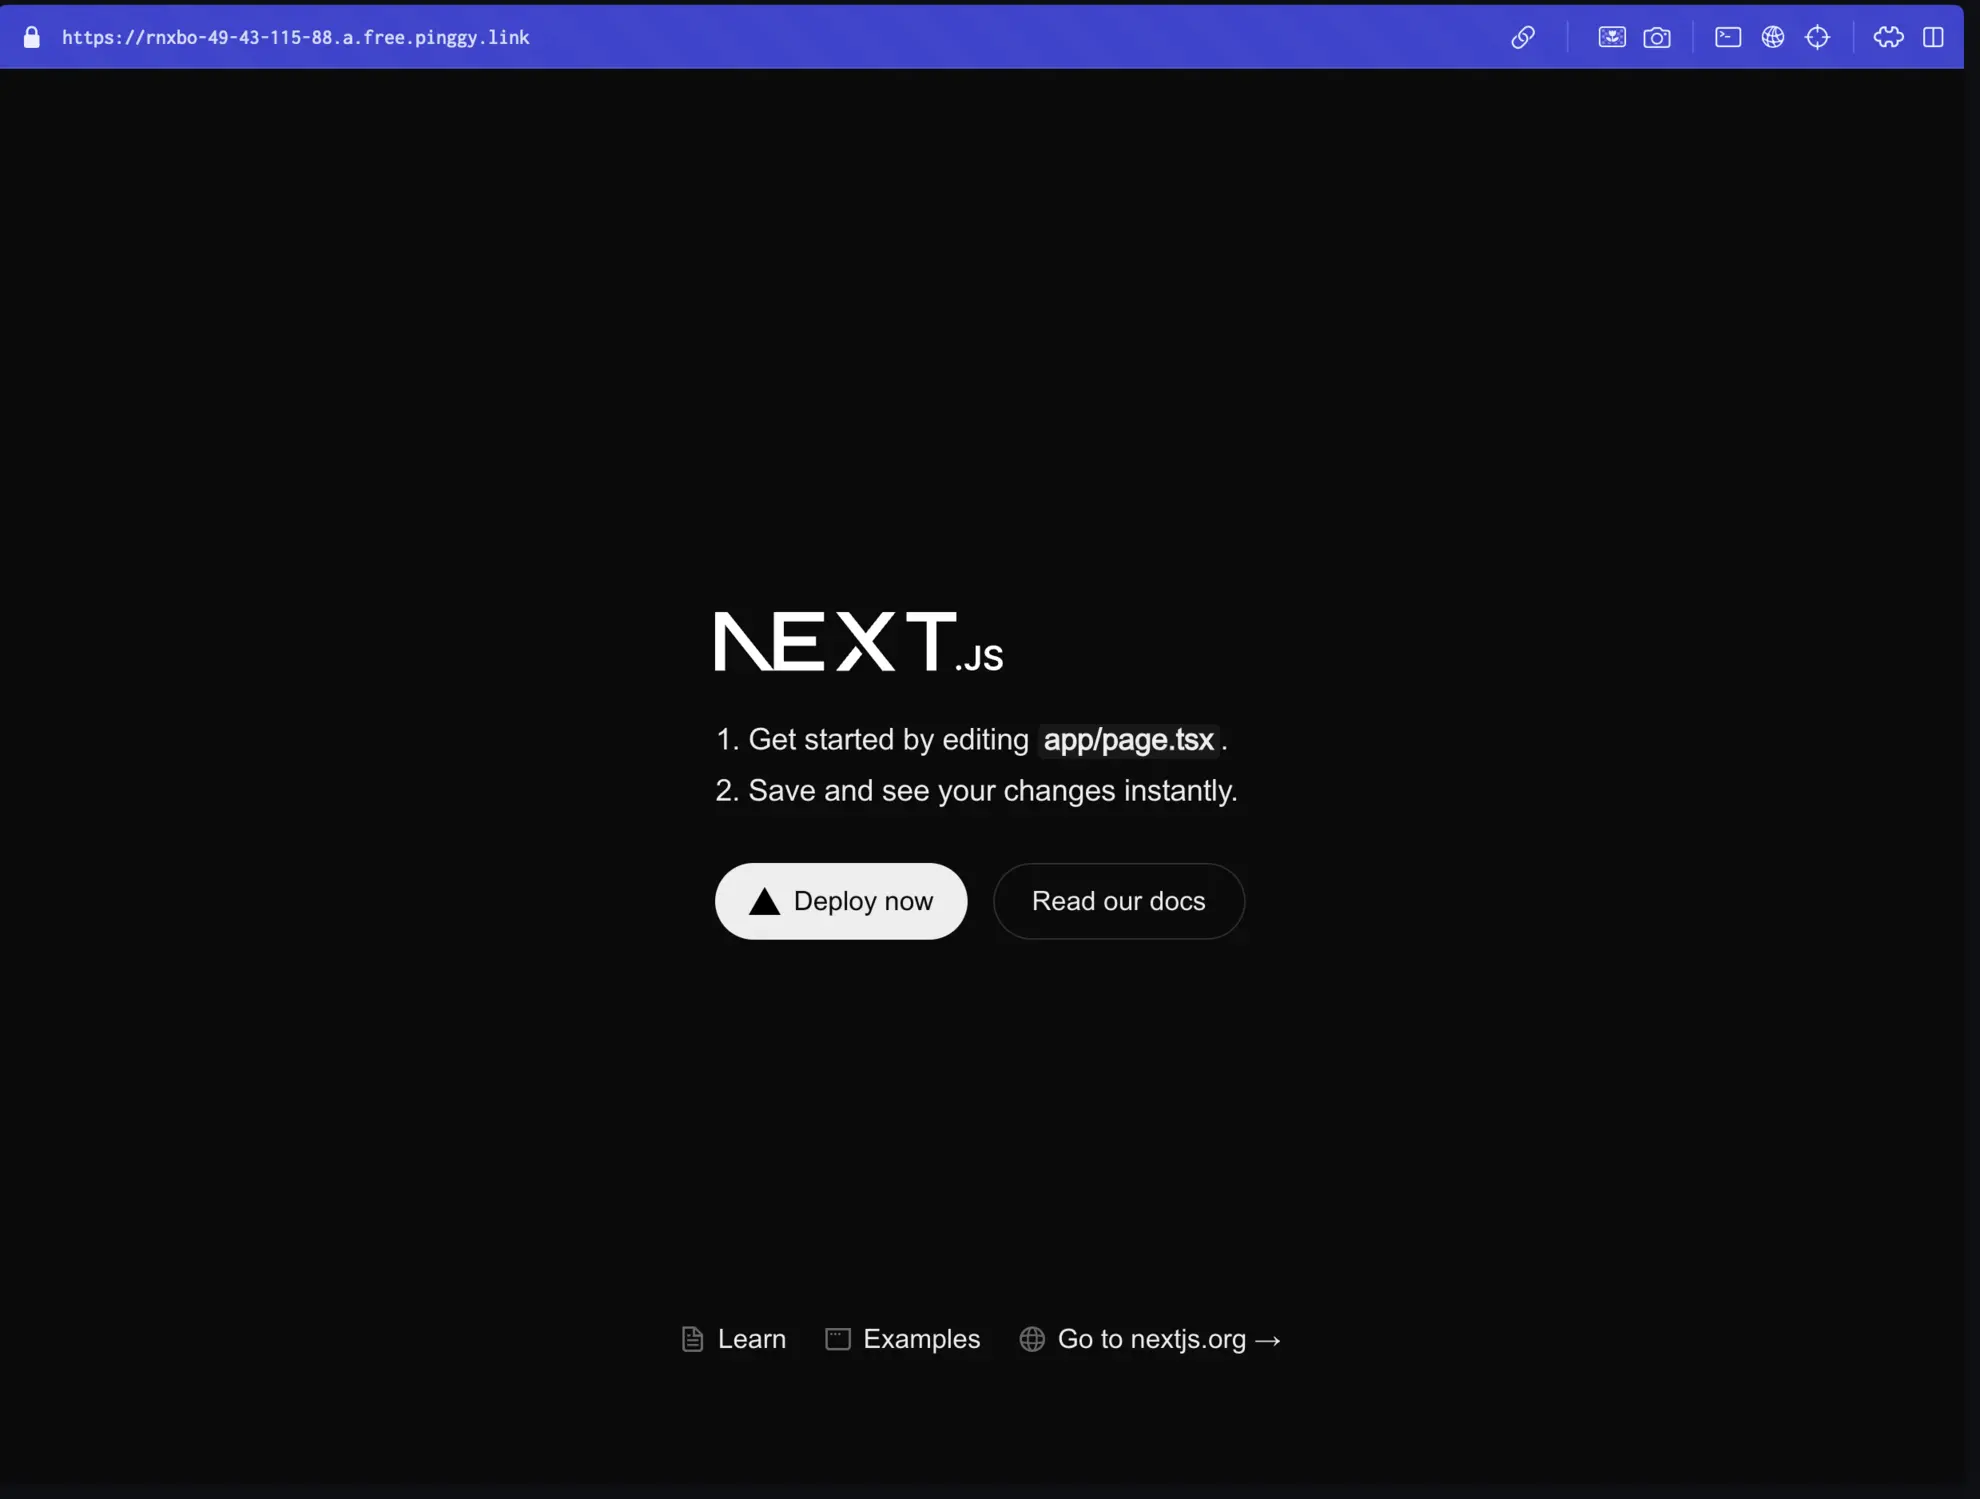 https://rnxbo-49-43-115-88.a.free.pinggy.link
NEXT.JS
1. Get started by editing app/page.tsx.
2. Save and see your changes instantly.
Deploy now
Read our docs
Learn
Examples
Go to nextjs.org →